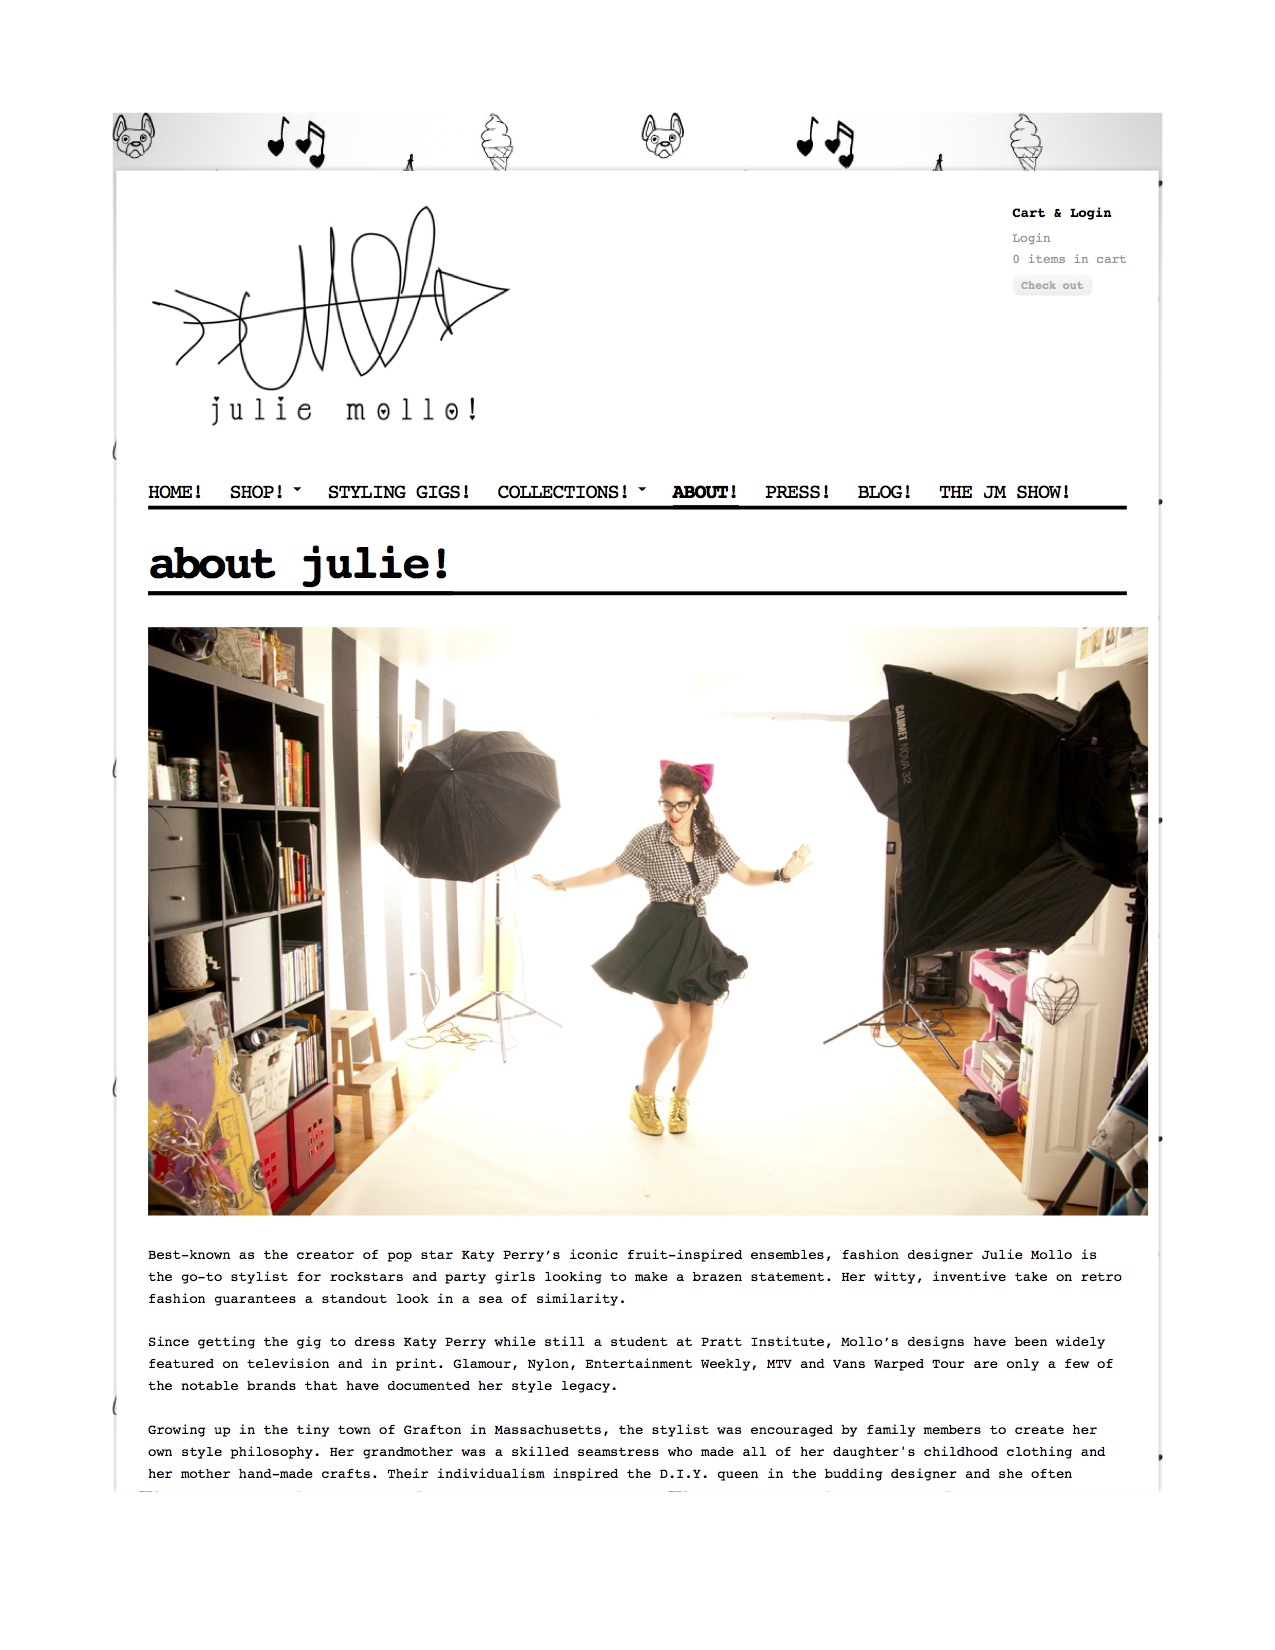 Cart & Login
Login
0 items in cart
Check out
julie mollo!
HOME! SHOP! STYLING GIGS! COLLECTIONS! ABOUT! PRESS! BLOG! THE JM SHOW!
about julie!
CALUMET NOVA 32
Best-known as the creator of pop star Katy Perry’s iconic fruit-inspired ensembles, fashion designer Julie Mollo is
the go-to stylist for rockstars and party girls looking to make a brazen statement. Her witty, inventive take on retro
fashion guarantees a standout look in a sea of similarity.
Since getting the gig to dress Katy Perry while still a student at Pratt Institute, Mollo’s designs have been widely
featured on television and in print. Glamour, Nylon, Entertainment Weekly, MTV and Vans Warped Tour are only a few of
the notable brands that have documented her style legacy.
Growing up in the tiny town of Grafton in Massachusetts, the stylist was encouraged by family members to create her
own style philosophy. Her grandmother was a skilled seamstress who made all of her daughter's childhood clothing and
her mother hand-made crafts. Their individualism inspired the D.I.Y. queen in the budding designer and she often